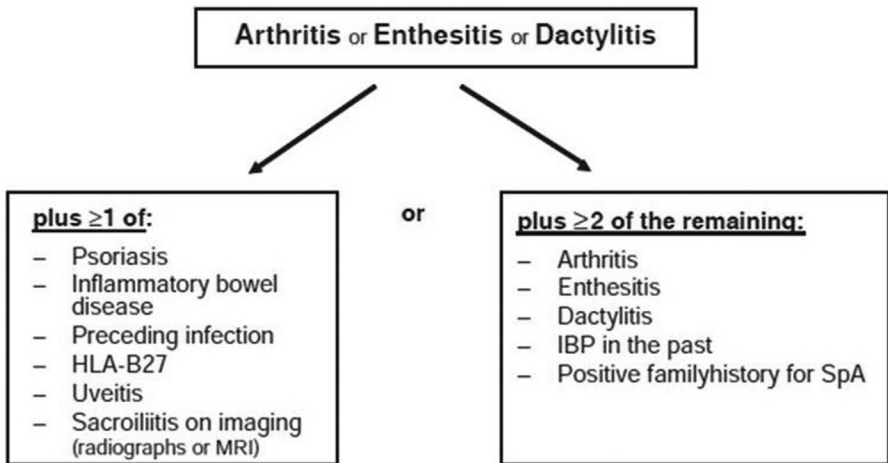 Arthritis or Enthesitis or Dactylitis
plus ≥1 of:
– Psoriasis
– Inflammatory bowel
disease
– Preceding infection
– HLA-B27
– Uveitis
– Sacroiliitis on imaging
(radiographs or MRI)
or
plus ≥2 of the remaining:
– Arthritis
– Enthesitis
– Dactylitis
– IBP in the past
– Positive familyhistory for SpA